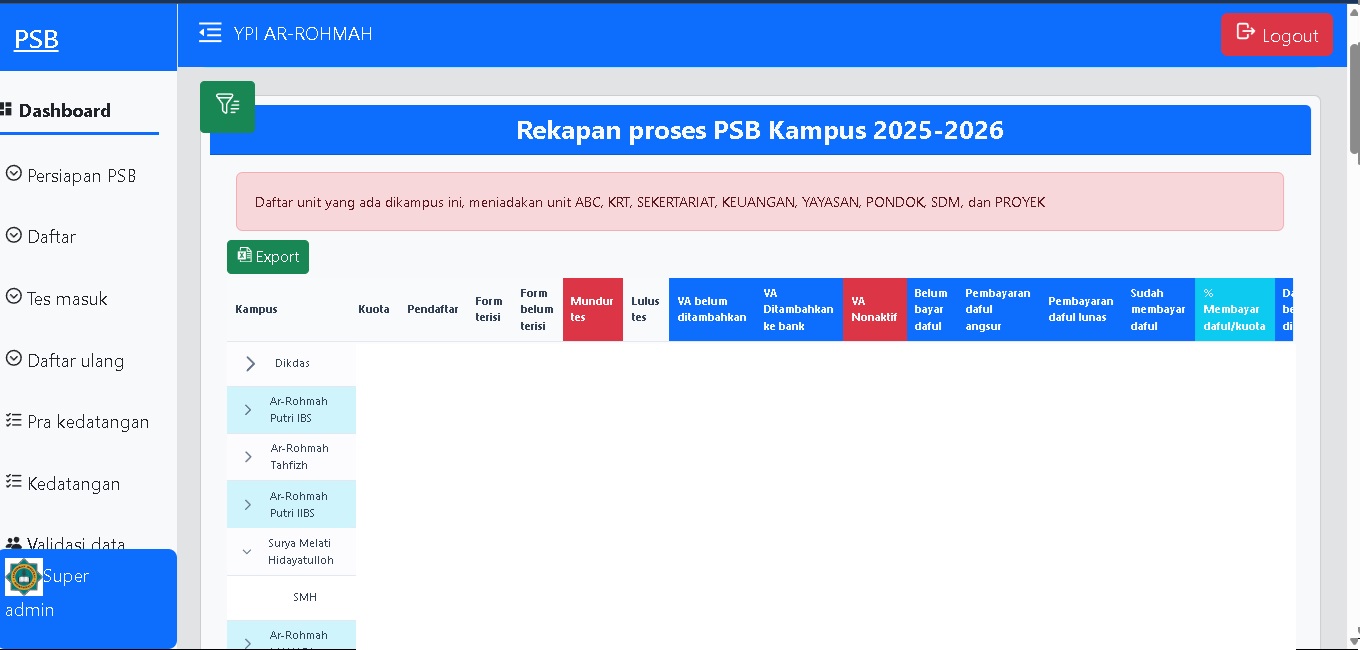 PSB
YPI AR-ROHMAH
Logout
Dashboard
Persiapan PSB
Daftar
Tes masuk
Daftar ulang
Pra kedatangan
Kedatangan
Validasi data
Super
admin
Rekapan proses PSB Kampus 2025-2026
Daftar unit yang ada dikampus ini, meniadakan unit ABC, KRT, SEKERTARIAT, KEUANGAN, YAYASAN, PONDOK, SDM, dan PROYEK
Export
Kampus
Kuota
Pendaftar
Form
terisi
Form
belum
terisi
Mundur
tes
Lulus
tes
VA belum
ditambahkan
VA
Ditambahkan
ke bank
VA
Nonaktif
Belum
bayar
daful
Pembayaran
daful
angsur
Pembayaran
daful lunas
Sudah
membayar
daful
%
Membayar
daful/kuota
Dikdas
Ar-Rohmah
Putri IBS
Ar-Rohmah
Tahfizh
Ar-Rohmah
Putri IIBS
Surya Melati
Hidayatulloh
SMH
Ar-Rohmah